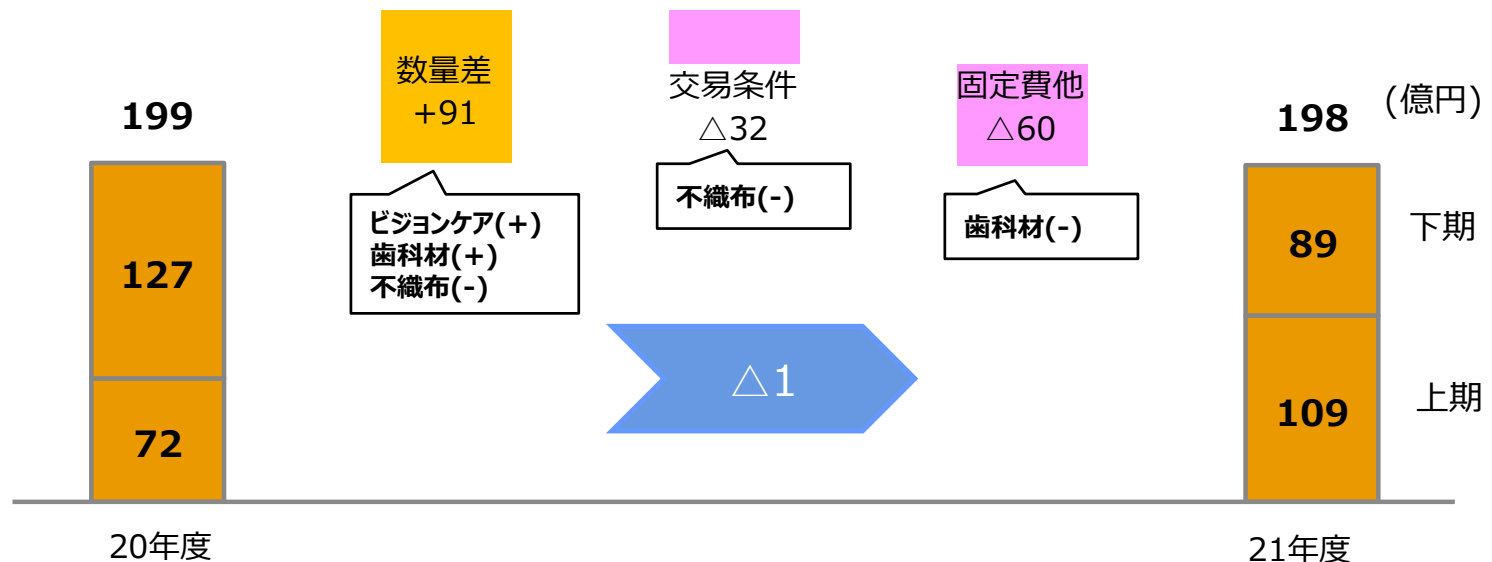 199
127
72
20年度
数量差
+91
ビジョンケア(+)
歯科材(+)
不織布(-)
交易条件
△32
不織布(-)
固定費他
△60
歯科材(-)
△1
(億円)
198
89
下期
109
上期
21年度